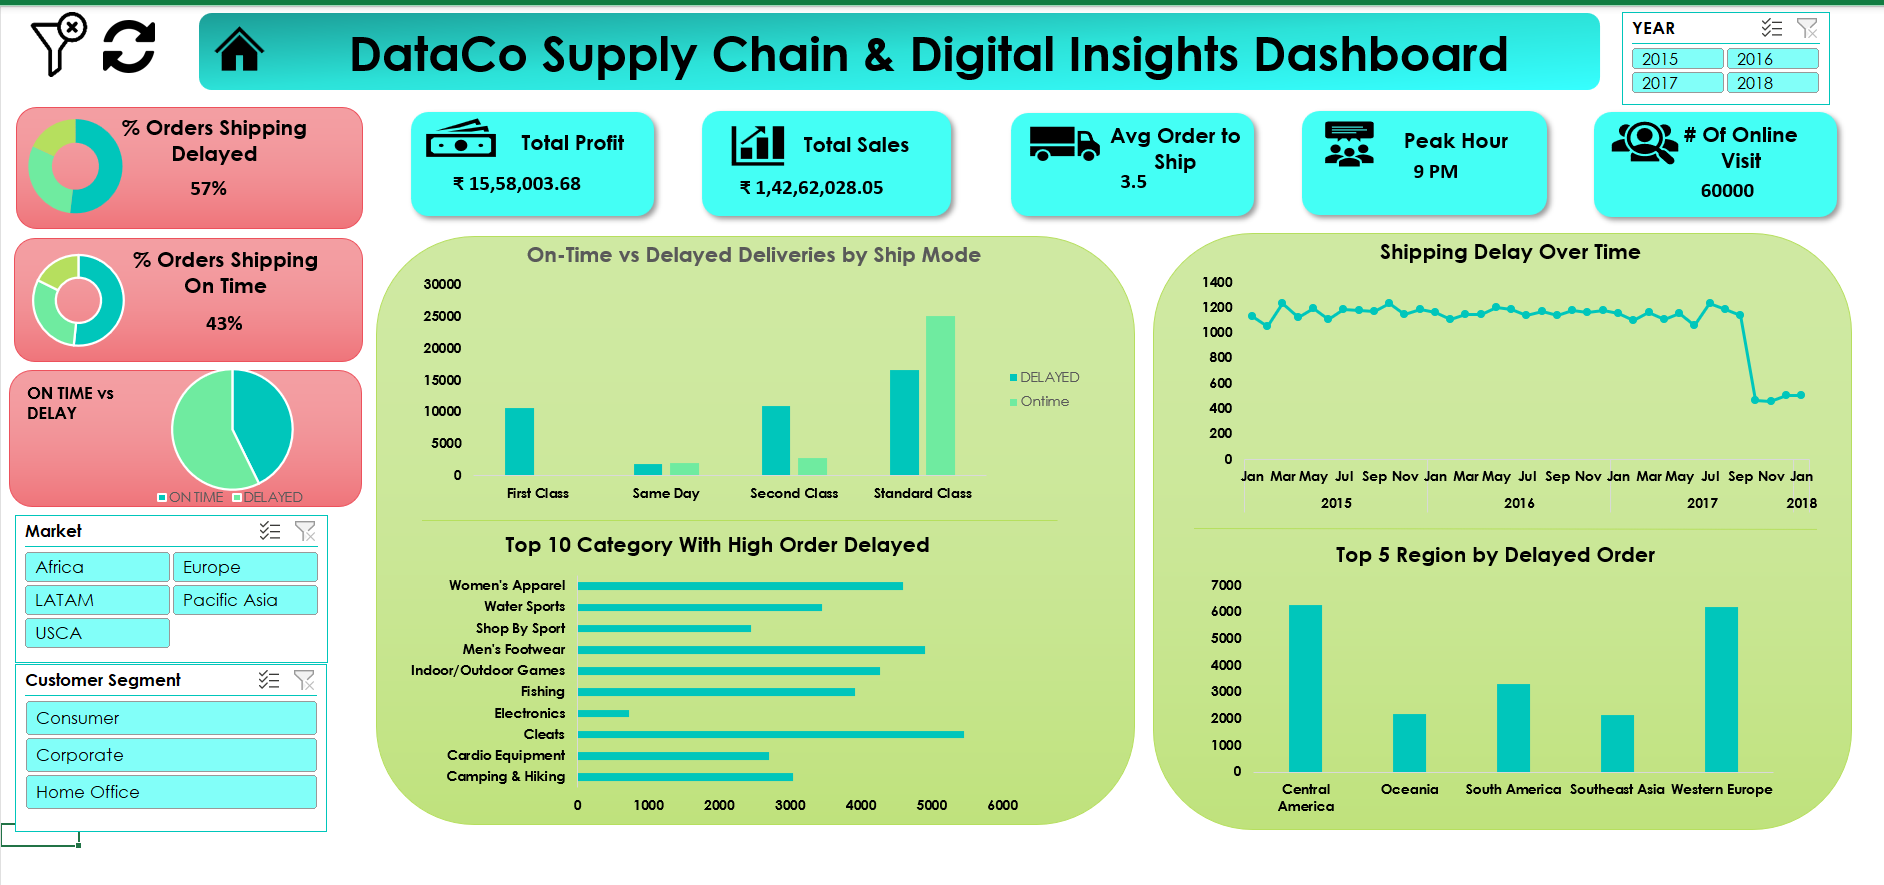 DataCo Supply Chain & Digital Insights Dashboard
YEAR
2015 2016
2017 2018
% Orders Shipping
Delayed
57%
% Orders Shipping
On Time
43%
ON TIME vs
DELAY
ON TIME DELAYED
Market
Africa Europe
LATAM Pacific Asia
USCA
Customer Segment
Consumer
Corporate
Home Office
Total Profit
₹ 15,58,003.68
Total Sales
₹ 1,42,62,028.05
Avg Order to
Ship
3.5
Peak Hour
9 PM
# Of Online
Visit
60000
On-Time vs Delayed Deliveries by Ship Mode
30000
25000
20000
15000
10000
5000
0
First Class Same Day Second Class Standard Class
DELAYED
Ontime
Top 10 Category With High Order Delayed
Women's Apparel
Water Sports
Shop By Sport
Men's Footwear
Indoor/Outdoor Games
Fishing
Electronics
Cleats
Cardio Equipment
Camping & Hiking
0 1000 2000 3000 4000 5000 6000
Shipping Delay Over Time
1400
1200
1000
800
600
400
200
0
Jan Mar May Jul Sep Nov Jan Mar May Jul Sep Nov Jan Mar May Jul Sep Nov Jan
2015 2016 2017 2018
Top 5 Region by Delayed Order
7000
6000
5000
4000
3000
2000
1000
0
Central Oceania South America Southeast Asia Western Europe
America